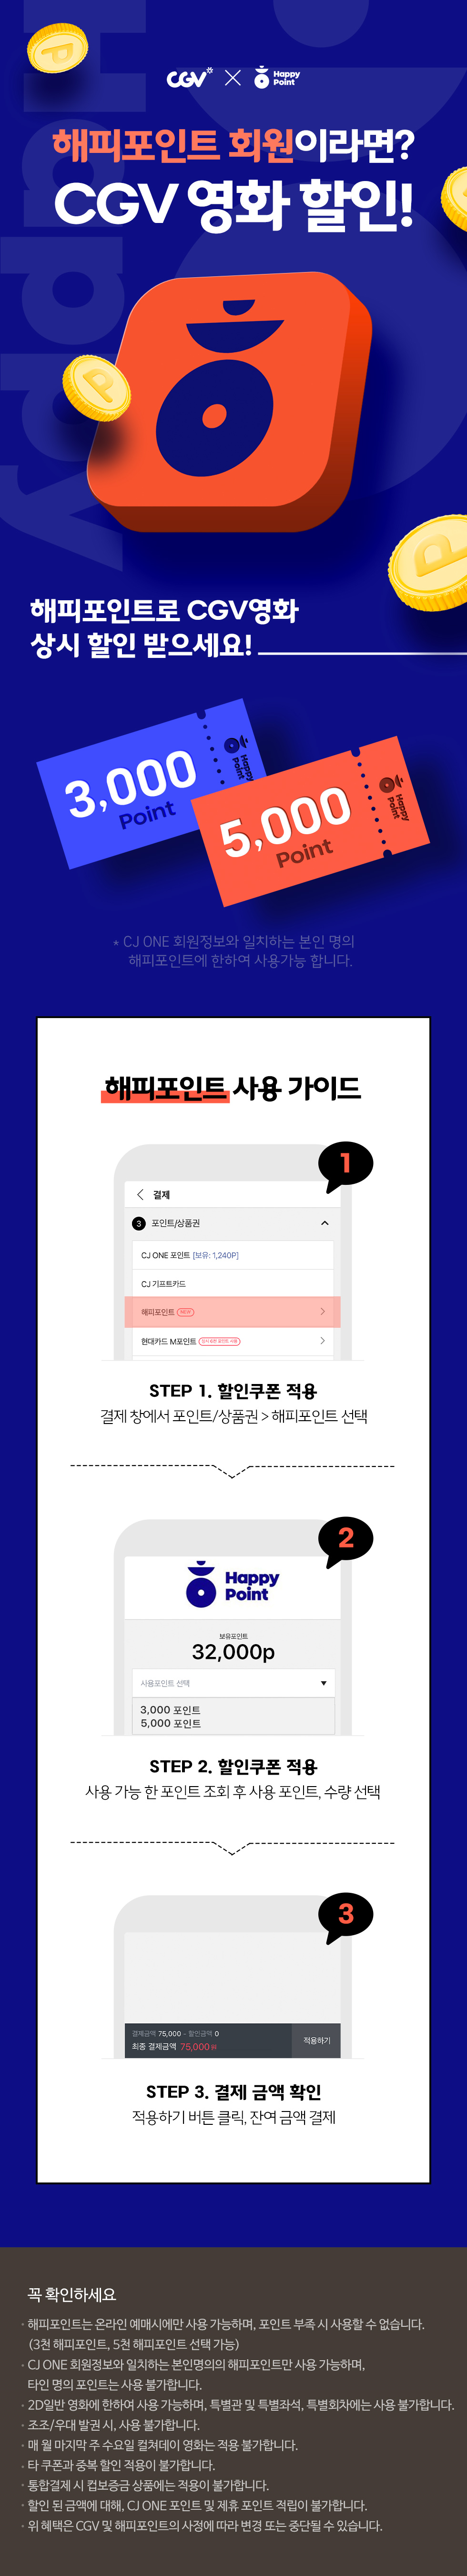 CGV
Happy
Point
해피포인트 회원이라면?
CGV 영화 할인!
해피포인트로 CGV영화
상시 할인 받으세요!
3,000
Point
Happy
Point
5,000
Point
Happy
Point
* CJ ONE 회원정보와 일치하는 본인 명의
해피포인트에 한하여 사용가능 합니다.
해피포인트 사용 가이드
1
결제
3 포인트/상품권
CJ ONE 포인트 [보유: 1,240P]
CJ 기프트카드
해피포인트 NEW
현대카드 M포인트
STEP 1. 할인쿠폰 적용
결제 창에서 포인트/상품권 > 해피포인트 선택
2
Happy
Point
보유포인트
32,000p
사용포인트 선택
3,000 포인트
5,000 포인트
STEP 2. 할인쿠폰 적용
사용 가능 한 포인트 조회 후 사용 포인트, 수량 선택
3
결제금액 75,000 - 할인금액 0
최종 결제금액 75,000원
적용하기
STEP 3. 결제 금액 확인
적용하기 버튼 클릭, 잔여 금액 결제
꼭 확인하세요
· 해피포인트는 온라인 예매시에만 사용 가능하며, 포인트 부족 시 사용할 수 없습니다.
(3천 해피포인트, 5천 해피포인트 선택 가능)
· CJ ONE 회원정보와 일치하는 본인명의의 해피포인트만 사용 가능하며,
타인 명의 포인트는 사용 불가합니다.
· 2D일반 영화에 한하여 사용 가능하며, 특별관 및 특별좌석, 특별회차에는 사용 불가합니다.
· 조조/우대 발권 시, 사용 불가합니다.
· 매 월 마지막 주 수요일 컬쳐데이 영화는 적용 불가합니다.
· 타 쿠폰과 중복 할인 적용이 불가합니다.
· 통합결제 시 컵보증금 상품에는 적용이 불가합니다.
· 할인 된 금액에 대해, CJ ONE 포인트 및 제휴 포인트 적립이 불가합니다.
· 위 혜택은 CGV 및 해피포인트의 사정에 따라 변경 또는 중단될 수 있습니다.